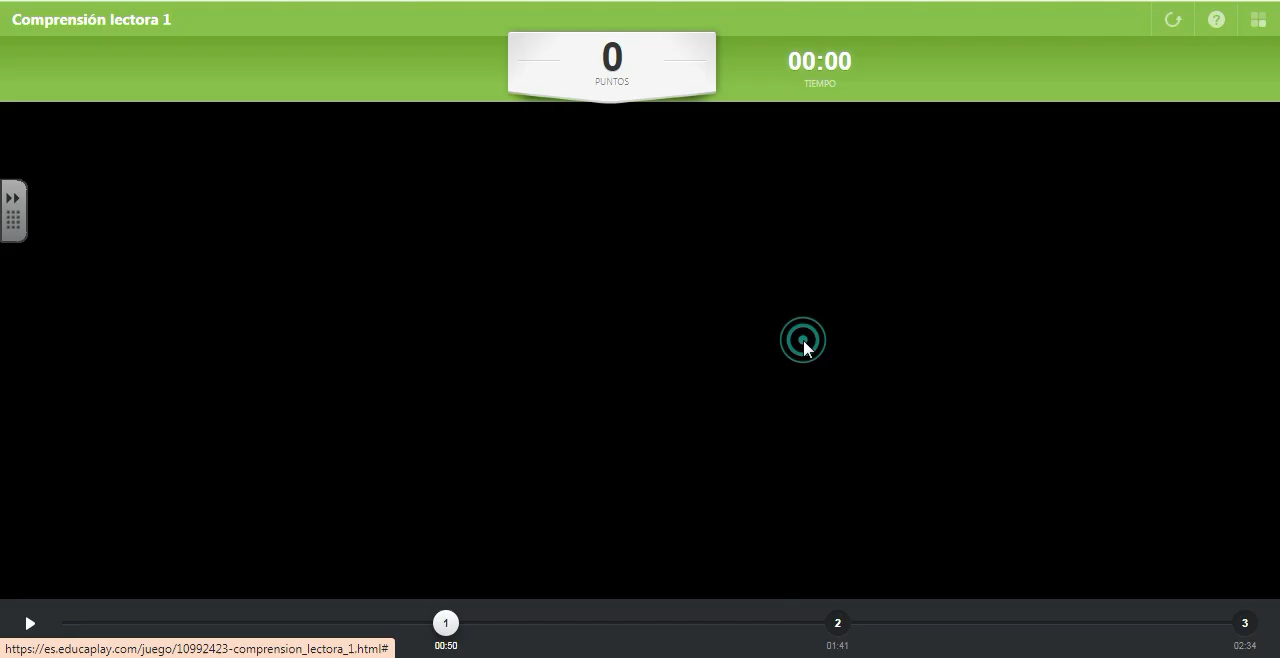 Comprensión lectora 1
?
0
PUNTOS
00:00
TIEMPO
1
2
3
00:50
01:41
02:34
https://es.educaplay.com/juego/10992423-comprension_lectora_1.html#